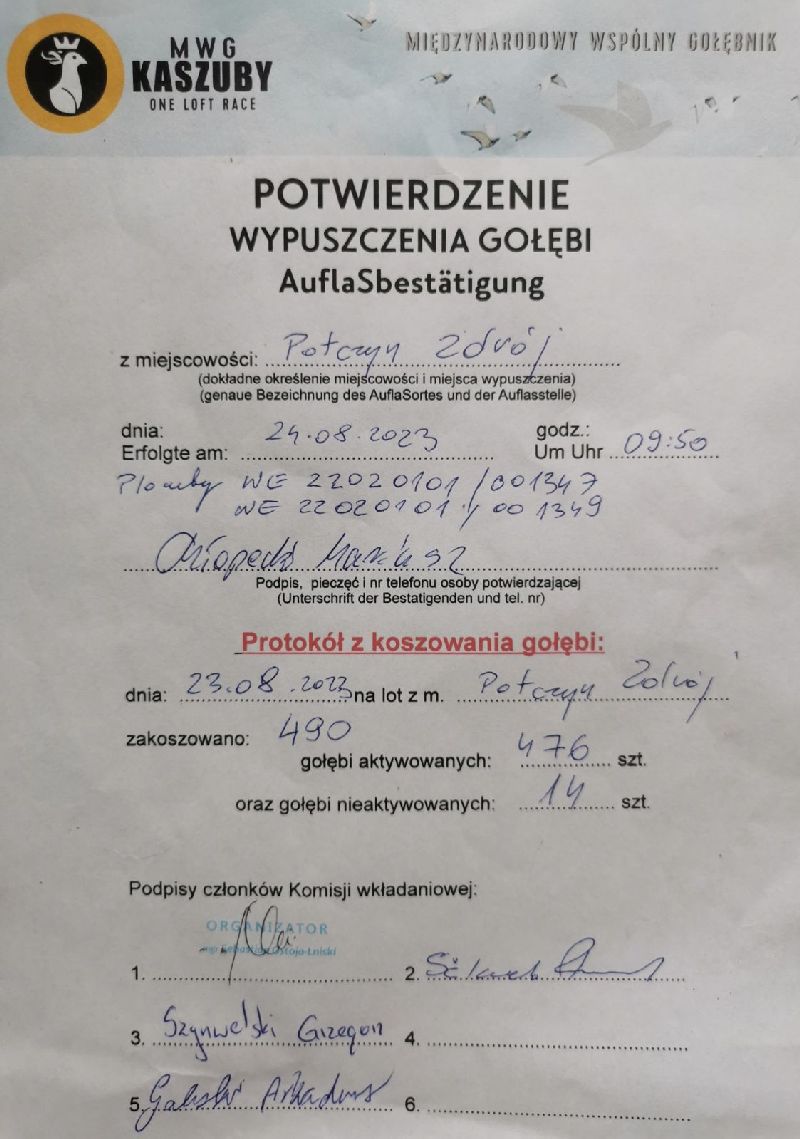 MWG
KASZUBY
ONE LOFT RACE
MIĘDZYNARODOWY WSPÓLNY GOŁĘBNIK
POTWIERDZENIE
WYPUSZCZENIA GOŁĘBI
AuflaSbestätigung
z miejscowości: Połczyn Zdrój
(dokładne określenie miejscowości i miejsca wypuszczenia)
(genaue Bezeichnung des AuflaSortes und der Auflasstelle)
dnia: godz.:
Erfolgte am: 24.08.2023 Um Uhr 09:50
Plomby WE 22020101/001347
WE 22020101/001349
Podpis, pieczęć i nr telefonu osoby potwierdzającej
(Unterschrift der Bestatigenden und tel. nr)
Protokół z koszowania gołębi:
dnia: 23.08.2023 na lot z m. Połczyn Zdrój
zakoszowano: 490
gołębi aktywowanych: 476 szt.
oraz gołębi nieaktywowanych: 14 szt.
Podpisy członków Komisji wkładaniowej:
ORGANIZATOR
1. 2.
3. Szynwelski Grzegorz 4.
5. 6.